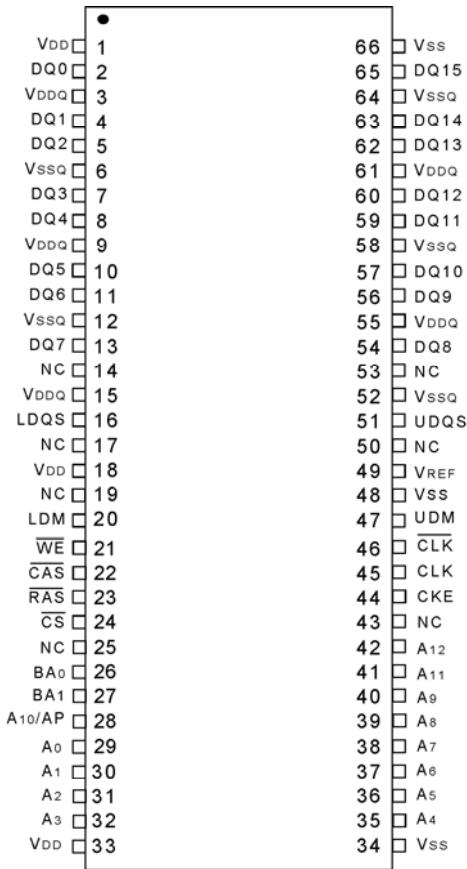 VDD 1 66 VSS
DQ0 2 65 DQ15
VDDQ 3 64 VSSQ
DQ1 4 63 DQ14
DQ2 5 62 DQ13
VSSQ 6 61 VDDQ
DQ3 7 60 DQ12
DQ4 8 59 DQ11
VDDQ 9 58 VSSQ
DQ5 10 57 DQ10
DQ6 11 56 DQ9
VSSQ 12 55 VDDQ
DQ7 13 54 DQ8
NC 14 53 NC
VDDQ 15 52 VSSQ
LDQS 16 51 UDQS
NC 17 50 NC
VDD 18 49 VREF
NC 19 48 VSS
LDM 20 47 UDM
W̅E̅ 21 46 C̅L̅K̅
C̅A̅S̅ 22 45 CLK
R̅A̅S̅ 23 44 CKE
C̅S̅ 24 43 NC
NC 25 42 A12
BA0 26 41 A11
BA1 27 40 A9
A10/AP 28 39 A8
A0 29 38 A7
A1 30 37 A6
A2 31 36 A5
A3 32 35 A4
VDD 33 34 VSS